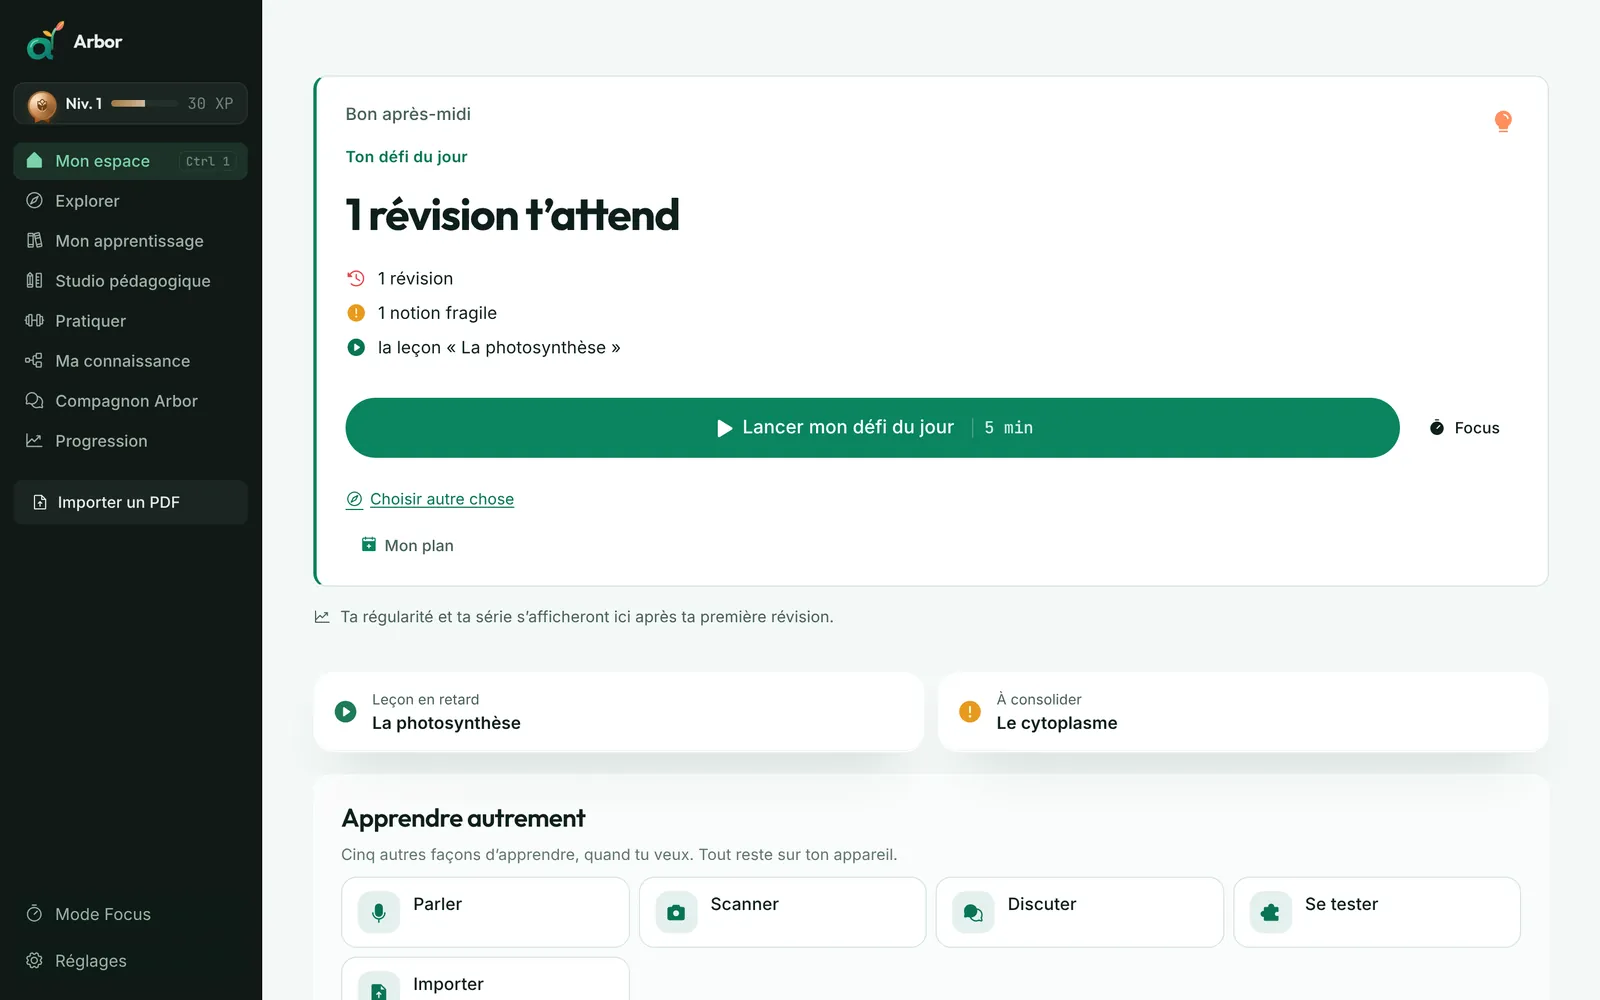 Arbor
Niv. 1 30 XP
Mon espace Ctrl 1
Explorer
Mon apprentissage
Studio pédagogique
Pratiquer
Ma connaissance
Compagnon Arbor
Progression
Importer un PDF
Mode Focus
Réglages
Bon après-midi
Ton défi du jour
1 révision t’attend
1 révision
1 notion fragile
la leçon « La photosynthèse »
Lancer mon défi du jour 5 min
Focus
Choisir autre chose
Mon plan
Ta régularité et ta série s’afficheront ici après ta première révision.
Leçon en retard
La photosynthèse
À consolider
Le cytoplasme
Apprendre autrement
Cinq autres façons d’apprendre, quand tu veux. Tout reste sur ton appareil.
Parler
Scanner
Discuter
Se tester
Importer